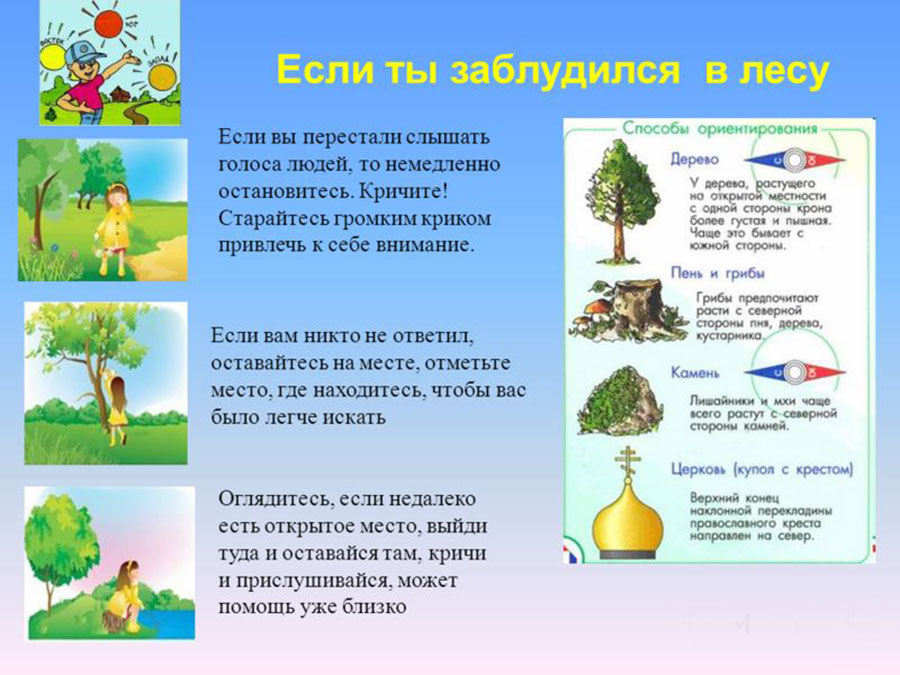 ВОСТОК
ЮГ
ЗАПАД
Если ты заблудился в лесу
Если вы перестали слышать
голоса людей, то немедленно
остановитесь. Кричите!
Старайтесь громким криком
привлечь к себе внимание.
Если вам никто не ответил,
оставайтесь на месте, отметьте
место, где находитесь, чтобы вас
было легче искать
Оглядитесь, если недалеко
есть открытое место, выйди
туда и оставайся там, кричи
и прислушивайся, может
помощь уже близко
Способы ориентирования
Дерево
С Ю
У дерева, растущего
на открытой местности
с одной стороны крона
более густая и пышная.
Чаще это бывает с
южной стороны.
Пень и грибы
Грибы предпочитают
расти с северной
стороны пня, дерева,
кустарника.
Камень
С Ю
Лишайники и мхи чаще
всего растут с северной
стороны камней.
Церковь (купол с крестом)
Верхний конец
наклонной перекладины
православного креста
направлен на север.